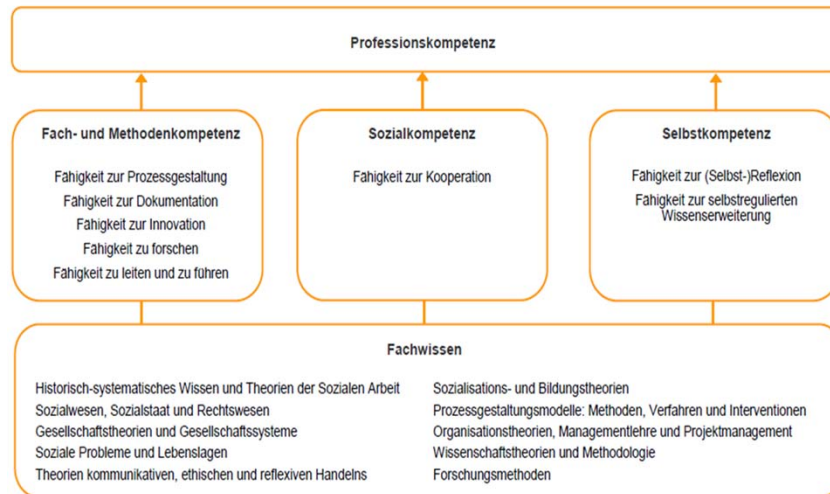 Professionskompetenz
Fach- und Methodenkompetenz
Fähigkeit zur Prozessgestaltung
Fähigkeit zur Dokumentation
Fähigkeit zur Innovation
Fähigkeit zu forschen
Fähigkeit zu leiten und zu führen
Sozialkompetenz
Fähigkeit zur Kooperation
Selbstkompetenz
Fähigkeit zur (Selbst-)Reflexion
Fähigkeit zur selbstregulierten
Wissenserweiterung
Fachwissen
Historisch-systematisches Wissen und Theorien der Sozialen Arbeit
Sozialwesen, Sozialstaat und Rechtswesen
Gesellschaftstheorien und Gesellschaftssysteme
Soziale Probleme und Lebenslagen
Theorien kommunikativen, ethischen und reflexiven Handelns
Sozialisations- und Bildungstheorien
Prozessgestaltungsmodelle: Methoden, Verfahren und Interventionen
Organisationstheorien, Managementlehre und Projektmanagement
Wissenschaftstheorien und Methodologie
Forschungsmethoden